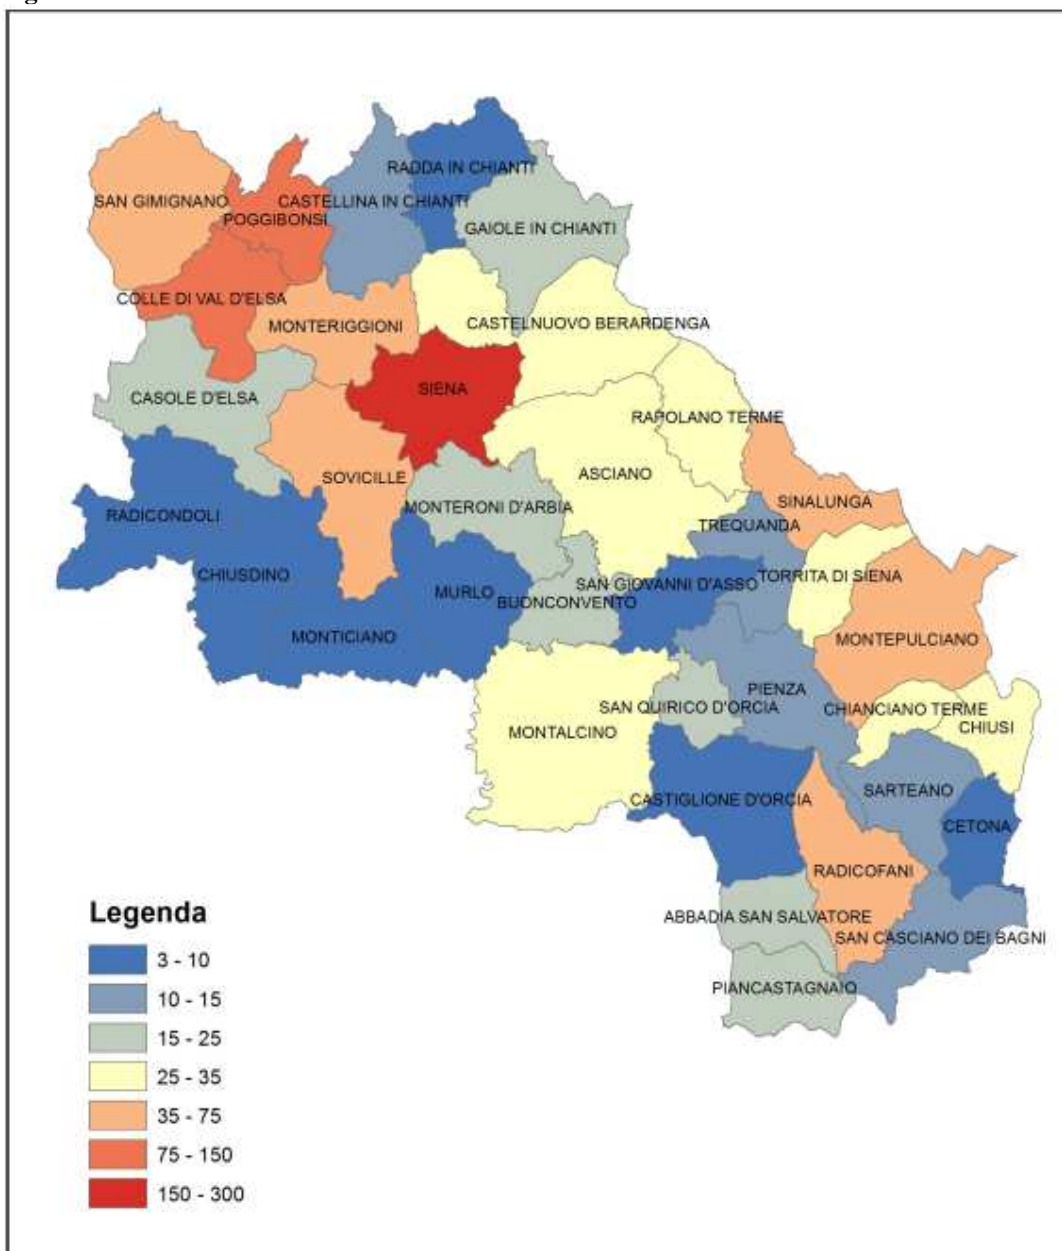 RADDA IN CHIANTI
SAN GIMIGNANO
CASTELLINA IN CHIANTI
POGGIBONSI
GAIOLE IN CHIANTI
COLLE DI VAL D'ELSA
MONTERIGGIONI
CASTELNUOVO BERARDENGA
SIENA
CASOLE D'ELSA
RAPOLANO TERME
ASCIANO
SOVICILLE
SINALUNGA
MONTERONI D'ARBIA
RADICONDOLI
TREQUANDA
CHIUSDINO
TORRITA DI SIENA
SAN GIOVANNI D'ASSO
MURLO
BUONCONVENTO
MONTICIANO
MONTEPULCIANO
PIENZA
SAN QUIRICO D'ORCIA
CHIANCIANO TERME
CHIUSI
MONTALCINO
SARTEANO
CASTIGLIONE D'ORCIA
CETONA
RADICOFANI
ABBADIA SAN SALVATORE
SAN CASCIANO DEI BAGNI
PIANCASTAGNAIO
Legenda
3 - 10
10 - 15
15 - 25
25 - 35
35 - 75
75 - 150
150 - 300